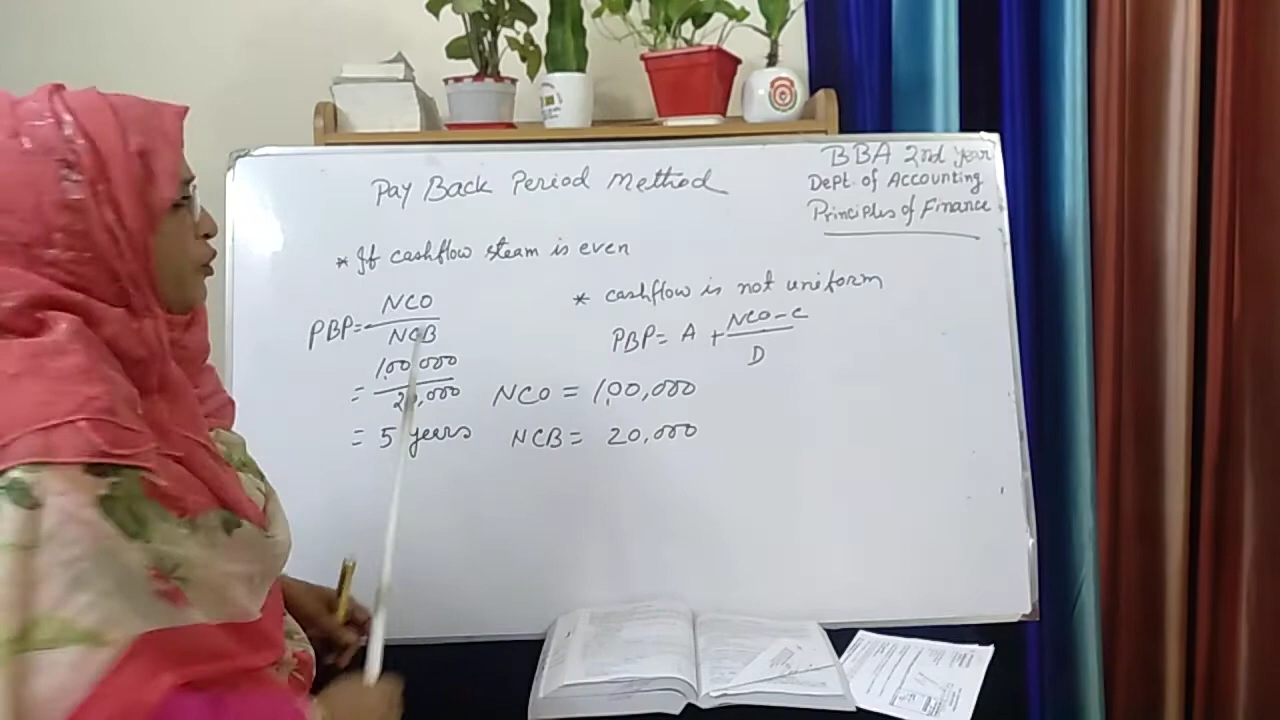 BBA 2nd Year
Dept. of Accounting
Principles of Finance
Pay Back Period Method
* If cashflow steam is even
PBP = NCO / NCB
= 1,00,000 / 20,000
= 5 years
* cashflow is not uniform
PBP = A + NCO - C / D
NCO = 1,00,000
NCB = 20,000